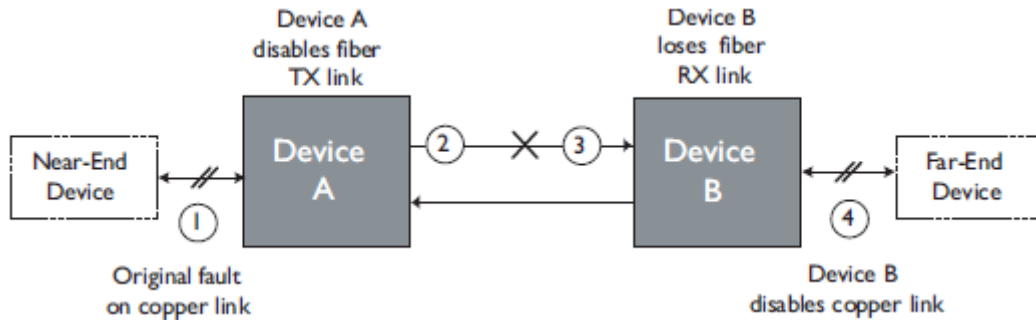 Device A
disables fiber
TX link
Device B
loses fiber
RX link
Near-End
Device
Device
A
2
3
Device
B
Far-End
Device
1
4
Original fault
on copper link
Device B
disables copper link